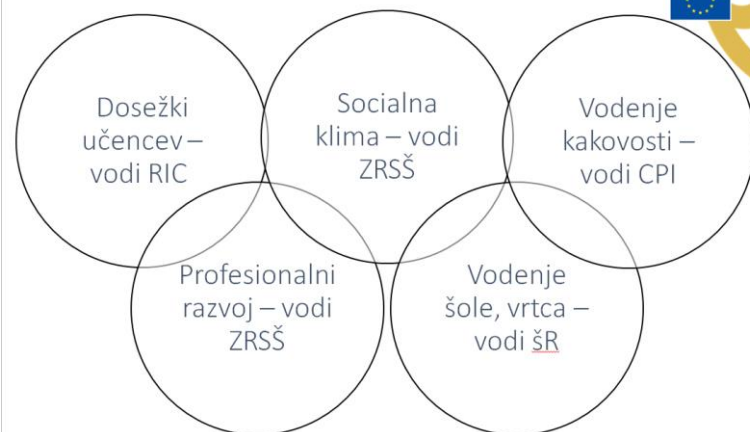 Dosežki
učencev –
vodi RIC
Socialna
klima – vodi
ZRSŠ
Vodenje
kakovosti –
vodi CPI
Profesionalni
razvoj – vodi
ZRSŠ
Vodenje
šole, vrtca –
vodi šR